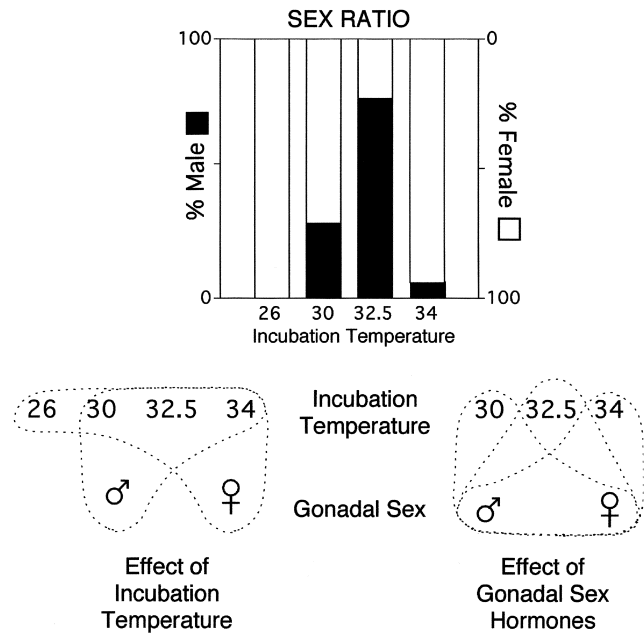 SEX RATIO
100
0
% Male
% Female
0
100
26 30 32.5 34
Incubation Temperature
26 30 32.5 34
Incubation
Temperature
30 32.5 34
♂ ♀
Gonadal Sex
♂ ♀
Effect of
Incubation
Temperature
Effect of
Gonadal Sex
Hormones